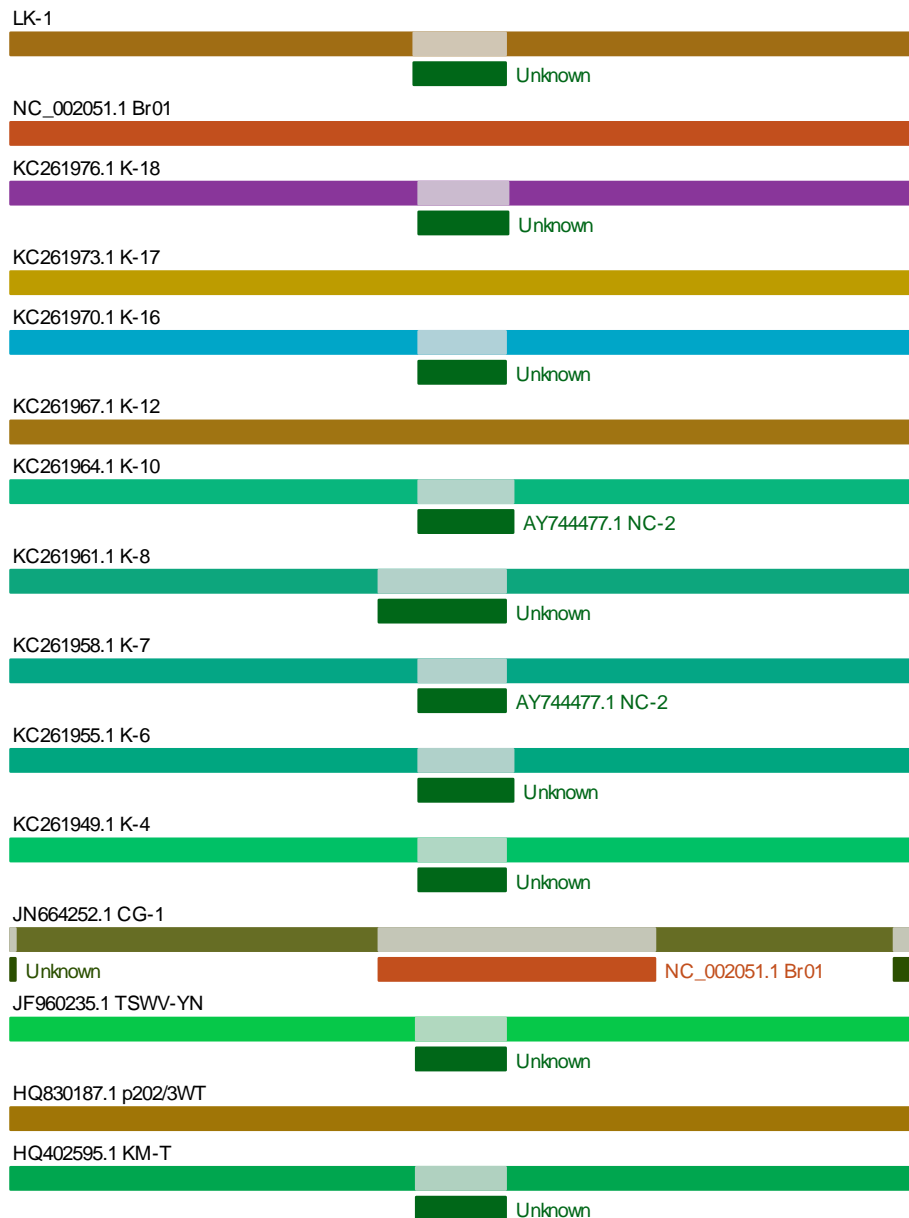 LK-1
Unknown
NC_002051.1 Br01
KC261976.1 K-18
Unknown
KC261973.1 K-17
KC261970.1 K-16
Unknown
KC261967.1 K-12
KC261964.1 K-10
AY744477.1 NC-2
KC261961.1 K-8
Unknown
KC261958.1 K-7
AY744477.1 NC-2
KC261955.1 K-6
Unknown
KC261949.1 K-4
Unknown
JN664252.1 CG-1
Unknown NC_002051.1 Br01
JF960235.1 TSWV-YN
Unknown
HQ830187.1 p202/3WT
HQ402595.1 KM-T
Unknown